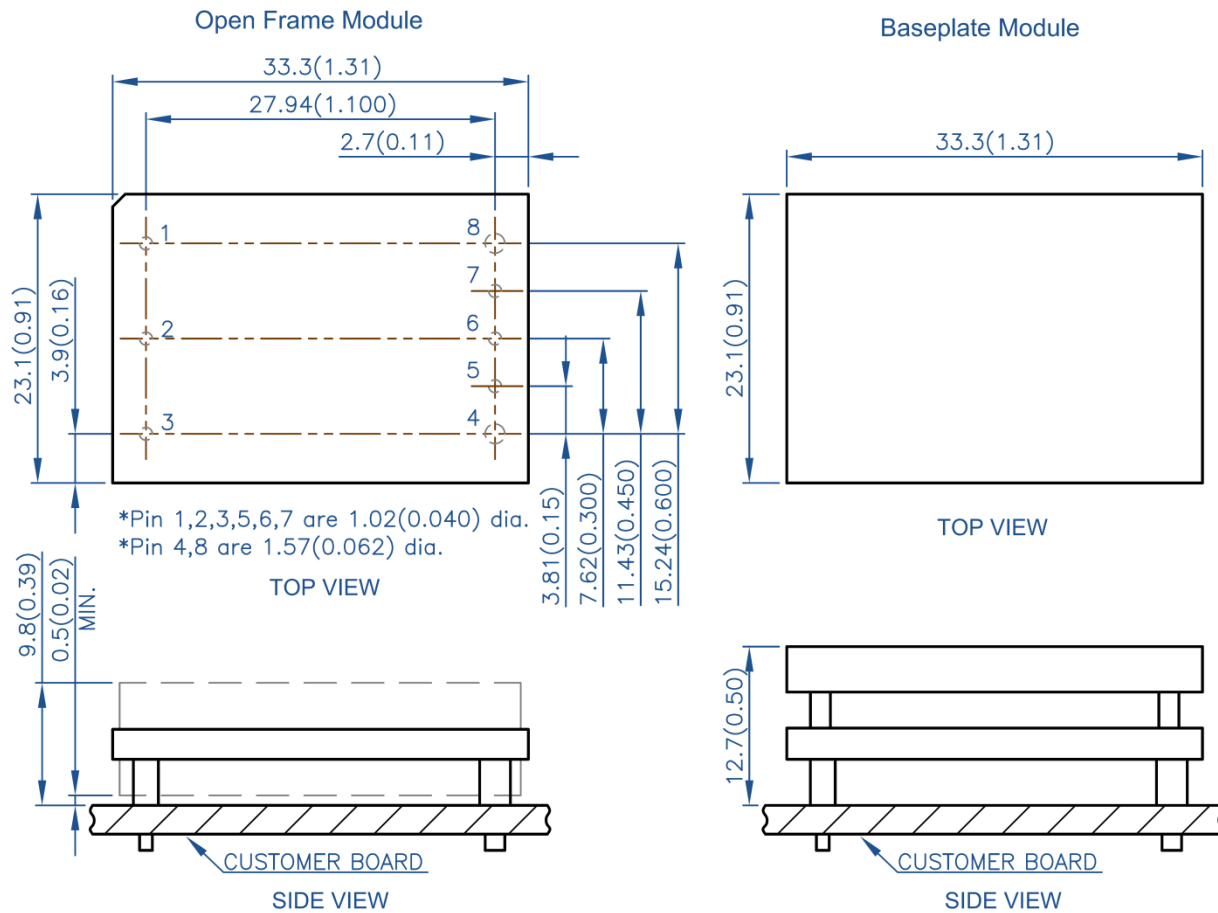 Open Frame Module
33.3(1.31)
27.94(1.100)
2.7(0.11)
23.1(0.91)
3.9(0.16)
1
2
3
8
7
6
5
4
3.81(0.15)
7.62(0.300)
11.43(0.450)
15.24(0.600)
*Pin 1,2,3,5,6,7 are 1.02(0.040) dia.
*Pin 4,8 are 1.57(0.062) dia.
TOP VIEW
9.8(0.39)
0.5(0.02)
MIN.
CUSTOMER BOARD
SIDE VIEW
Baseplate Module
33.3(1.31)
23.1(0.91)
TOP VIEW
12.7(0.50)
CUSTOMER BOARD
SIDE VIEW